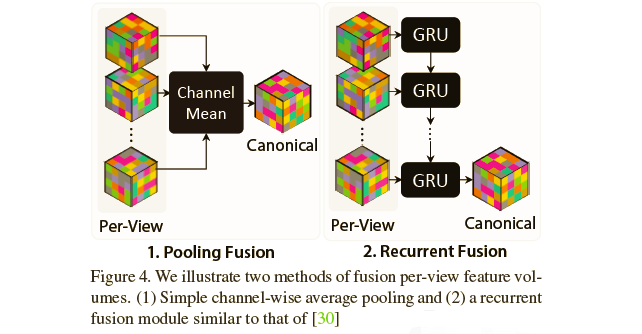 Channel
Mean
Canonical
Per-View
1. Pooling Fusion
GRU
GRU
GRU
Per-View
Canonical
2. Recurrent Fusion
Figure 4. We illustrate two methods of fusion per-view feature vol-
umes. (1) Simple channel-wise average pooling and (2) a recurrent
fusion module similar to that of [30]